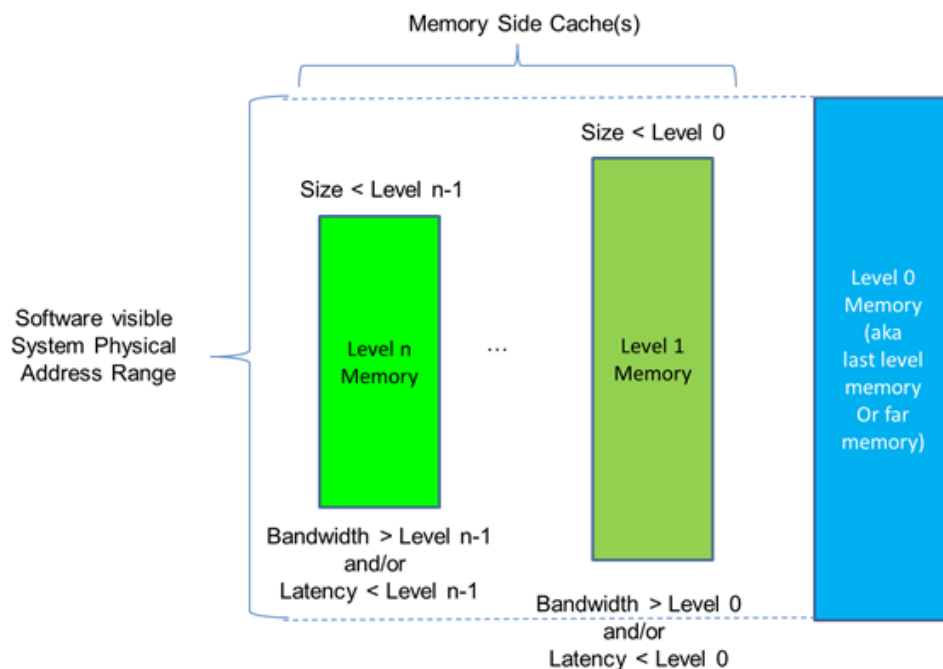 Memory Side Cache(s)
Size < Level 0
Size < Level n-1
Software visible
System Physical
Address Range
Level n
Memory
...
Level 1
Memory
Level 0
Memory
(aka
last level
memory
Or far
memory)
Bandwidth > Level n-1
and/or
Latency < Level n-1
Bandwidth > Level 0
and/or
Latency < Level 0